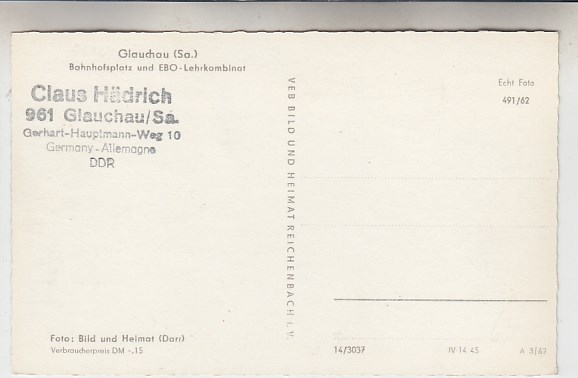 Glauchau (Sa.)
Bahnhofsplatz und EBO-Lehrkombinat
Claus Hädrich
961 Glauchau/Sa.
Gerhart-Hauptmann-Weg 10
Germany - Allemagne
DDR
VEB BILD UND HEIMAT REICHENBACH i. V.
Echt Foto
491/62
Foto: Bild und Heimat (Darr)
Verbraucherpreis DM -,15
14/3037
IV 14 45
A 3/62